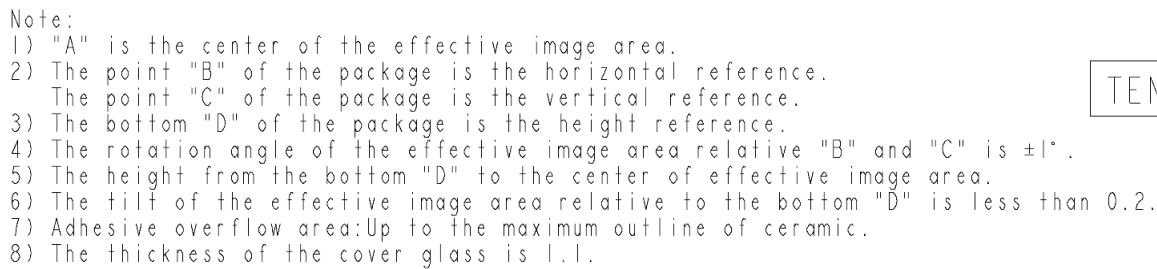 Note:
1) "A" is the center of the effective image area.
2) The point "B" of the package is the horizontal reference.
The point "C" of the package is the vertical reference.
TEN
3) The bottom "D" of the package is the height reference.
4) The rotation angle of the effective image area relative "B" and "C" is ±1°.
5) The height from the bottom "D" to the center of effective image area.
6) The tilt of the effective image area relative to the bottom "D" is less than 0.2.
7) Adhesive overflow area:Up to the maximum outline of ceramic.
8) The thickness of the cover glass is 1.1.